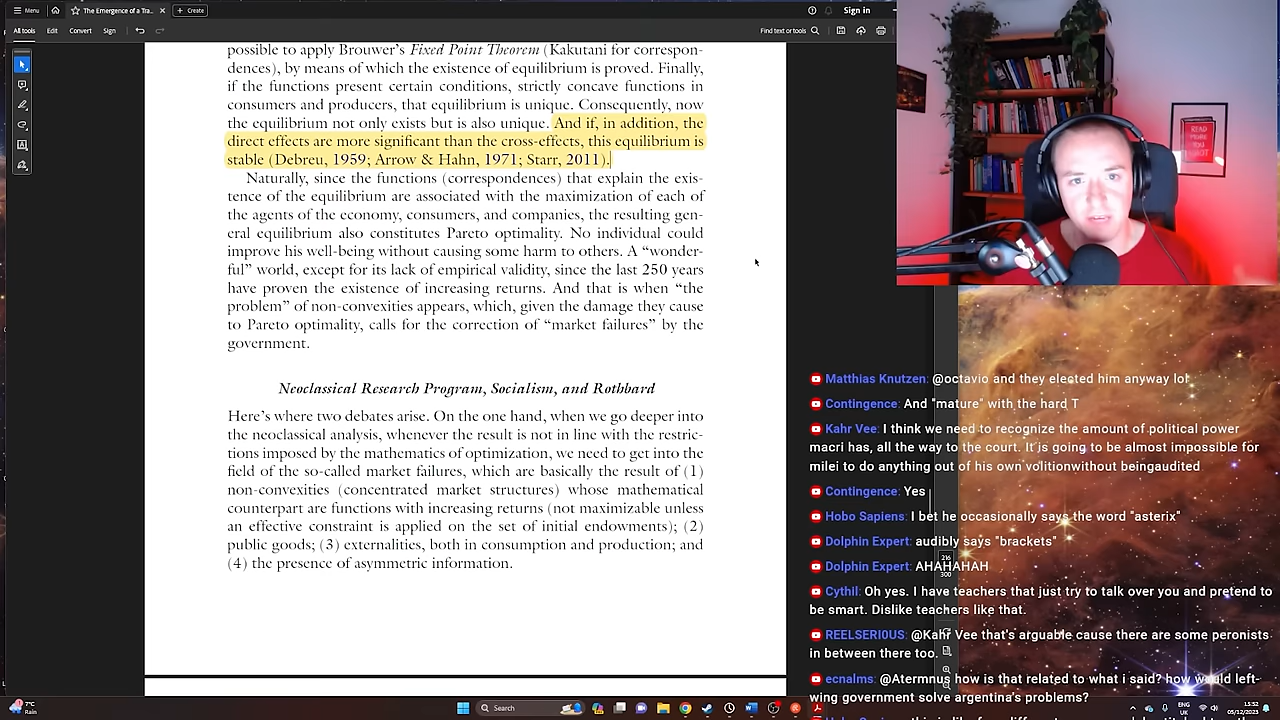 Menu
The Emergence of a Tra...
Create
Sign in
All tools
Edit
Convert
Sign
Find text or tools
possible to apply Brouwer's Fixed Point Theorem (Kakutani for correspon-
dences), by means of which the existence of equilibrium is proved. Finally,
if the functions present certain conditions, strictly concave functions in
consumers and producers, that equilibrium is unique. Consequently, now
the equilibrium not only exists but is also unique. And if, in addition, the
direct effects are more significant than the cross-effects, this equilibrium is
stable (Debreu, 1959; Arrow & Hahn, 1971; Starr, 2011).
Naturally, since the functions (correspondences) that explain the exis-
tence of the equilibrium are associated with the maximization of each of
the agents of the economy, consumers, and companies, the resulting gen-
eral equilibrium also constitutes Pareto optimality. No individual could
improve his well-being without causing some harm to others. A "wonder-
ful" world, except for its lack of empirical validity, since the last 250 years
have proven the existence of increasing returns. And that is when "the
problem" of non-convexities appears, which, given the damage they cause
to Pareto optimality, calls for the correction of "market failures" by the
government.
Neoclassical Research Program, Socialism, and Rothbard
Here's where two debates arise. On the one hand, when we go deeper into
the neoclassical analysis, whenever the result is not in line with the restric-
tions imposed by the mathematics of optimization, we need to get into the
field of the so-called market failures, which are basically the result of (1)
non-convexities (concentrated market structures) whose mathematical
counterpart are functions with increasing returns (not maximizable unless
an effective constraint is applied on the set of initial endowments); (2)
public goods; (3) externalities, both in consumption and production; and
(4) the presence of asymmetric information.
READ
MORE
YOU
Matthias Knutzen: @octavio and they elected him anyway lol
Contingence: And "mature" with the hard T
Kahr Vee: I think we need to recognize the amount of political power
macri has, all the way to the court. It is going to be almost impossible for
milei to do anything out of his own volitionwithout beingaudited
Contingence: Yes
Hobo Sapiens: I bet he occasionally says the word "asterix"
Dolphin Expert: audibly says "brackets"
216
Dolphin Expert: AHAHAHAH
300
Cythil: Oh yes. I have teachers that just try to talk over you and pretend to
be smart. Dislike teachers like that.
REELSERI0US: @Kahr Vee that's arguable cause there are some peronists
in between there too.
ecnalms: @Atermnus how is that related to what i said? how would left-
wing government solve argentina's problems?
7°C
Rain
Search
ENG
UK
15:52
05/12/2023